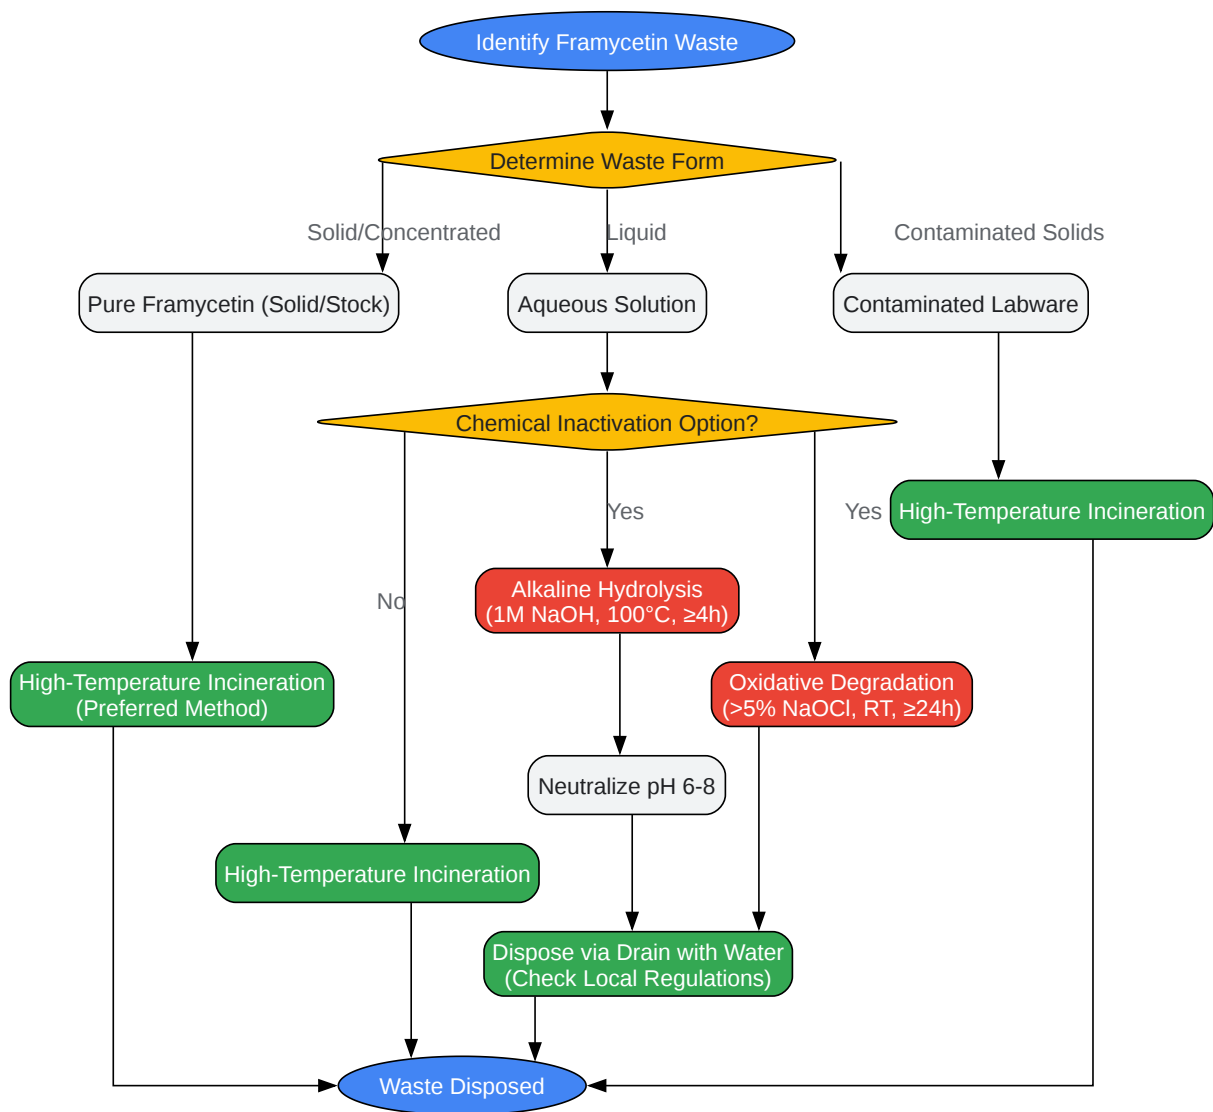 Identify Framycetin Waste
Determine Waste Form
Solid/Concentrated
Liquid
Contaminated Solids
Pure Framycetin (Solid/Stock)
Aqueous Solution
Contaminated Labware
Chemical Inactivation Option?
Yes
Yes
High-Temperature Incineration
Alkaline Hydrolysis
(1M NaOH, 100°C, ≥4h)
No
High-Temperature Incineration
(Preferred Method)
Oxidative Degradation
(>5% NaOCl, RT, ≥24h)
Neutralize pH 6-8
High-Temperature Incineration
Dispose via Drain with Water
(Check Local Regulations)
Waste Disposed